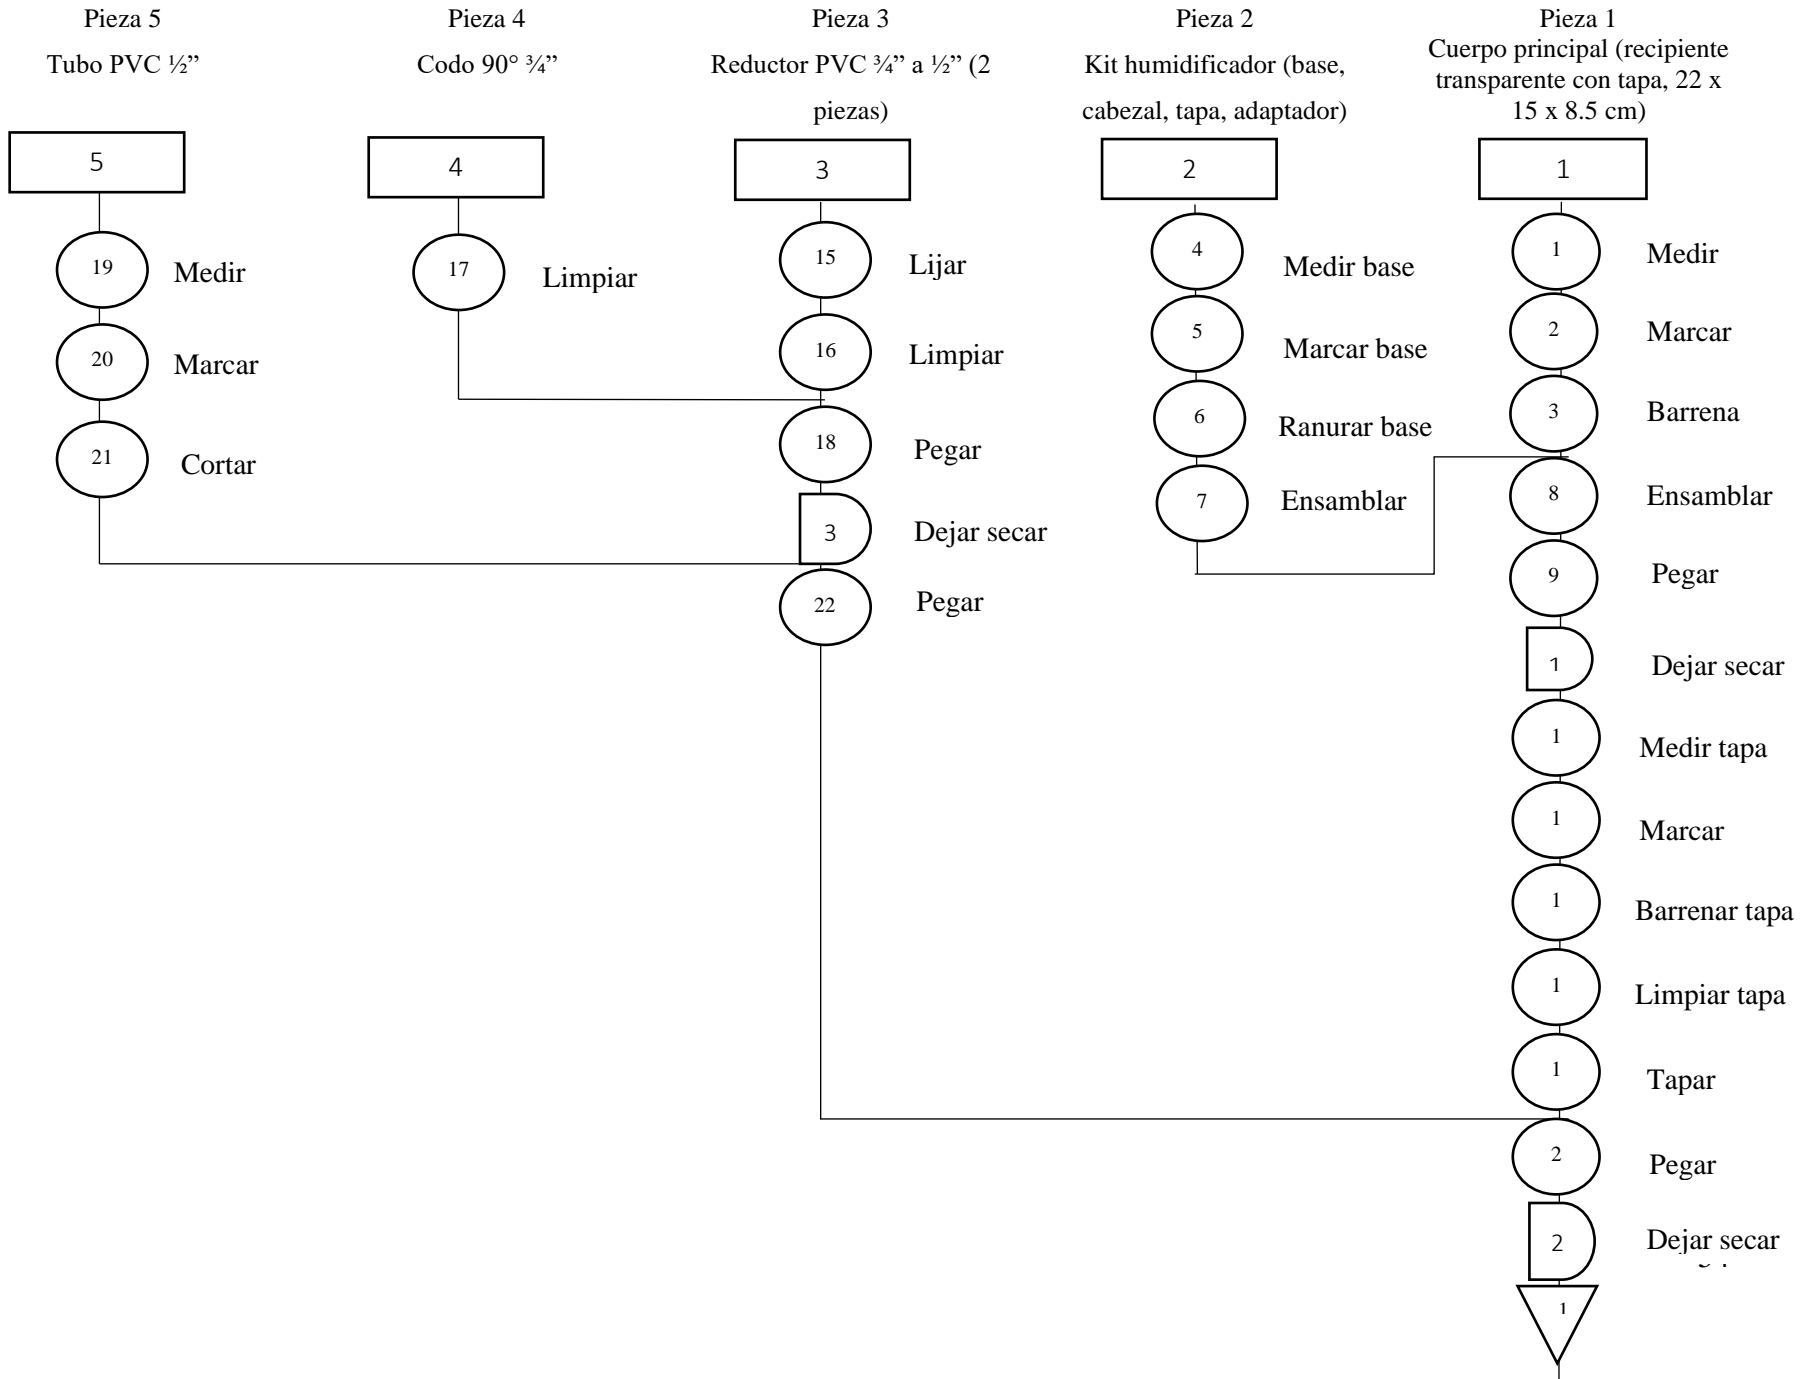 Pieza 5
Tubo PVC ½”
5
19 Medir
20 Marcar
21 Cortar
Pieza 4
Codo 90° ¾”
4
17 Limpiar
Pieza 3
Reductor PVC ¾” a ½” (2
piezas)
3
15 Lijar
16 Limpiar
18 Pegar
3 Dejar secar
22 Pegar
Pieza 2
Kit humidificador (base,
cabezal, tapa, adaptador)
2
4 Medir base
5 Marcar base
6 Ranurar base
7 Ensamblar
Pieza 1
Cuerpo principal (recipiente
transparente con tapa, 22 x
15 x 8.5 cm)
1
1 Medir
2 Marcar
3 Barrena
8 Ensamblar
9 Pegar
1 Dejar secar
1 Medir tapa
1 Marcar
1 Barrenar tapa
1 Limpiar tapa
1 Tapar
2 Pegar
2 Dejar secar
1